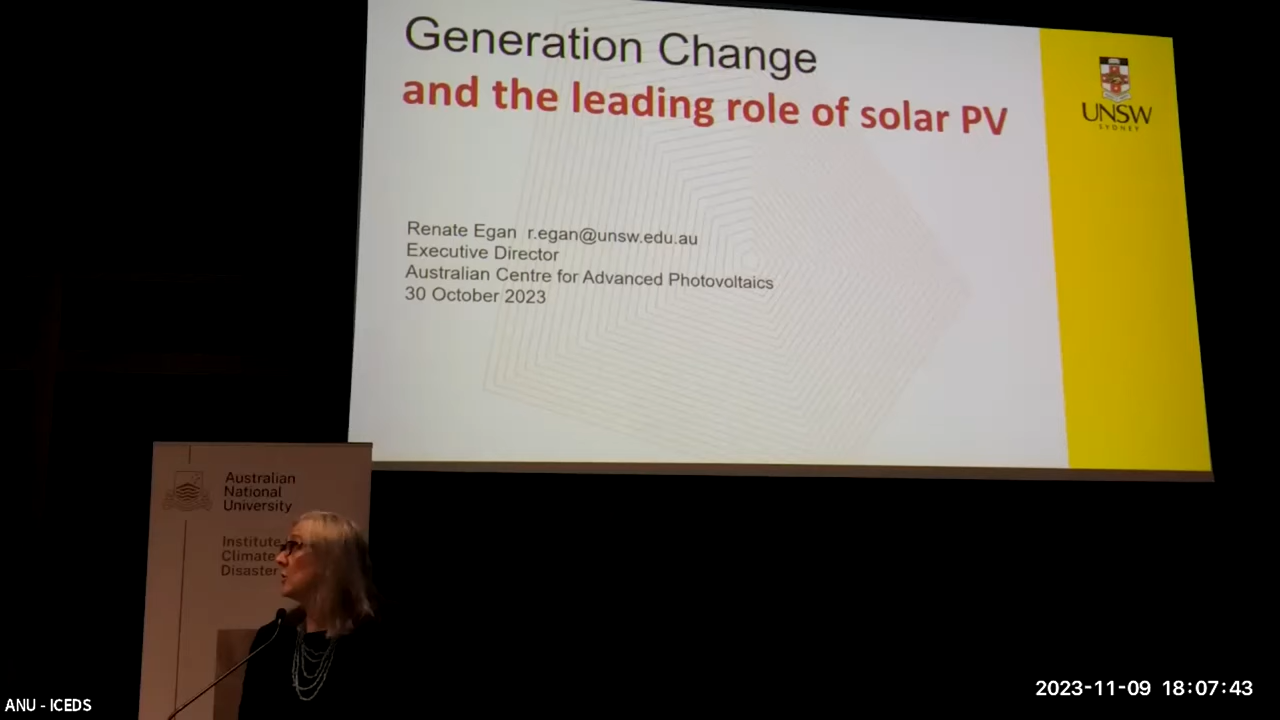 Generation Change
and the leading role of solar PV
UNSW
SYDNEY
Renate Egan r.egan@unsw.edu.au
Executive Director
Australian Centre for Advanced Photovoltaics
30 October 2023
Australian
National
University
Institute
Climate
Disaster
ANU - ICEDS
2023-11-09 18:07:43